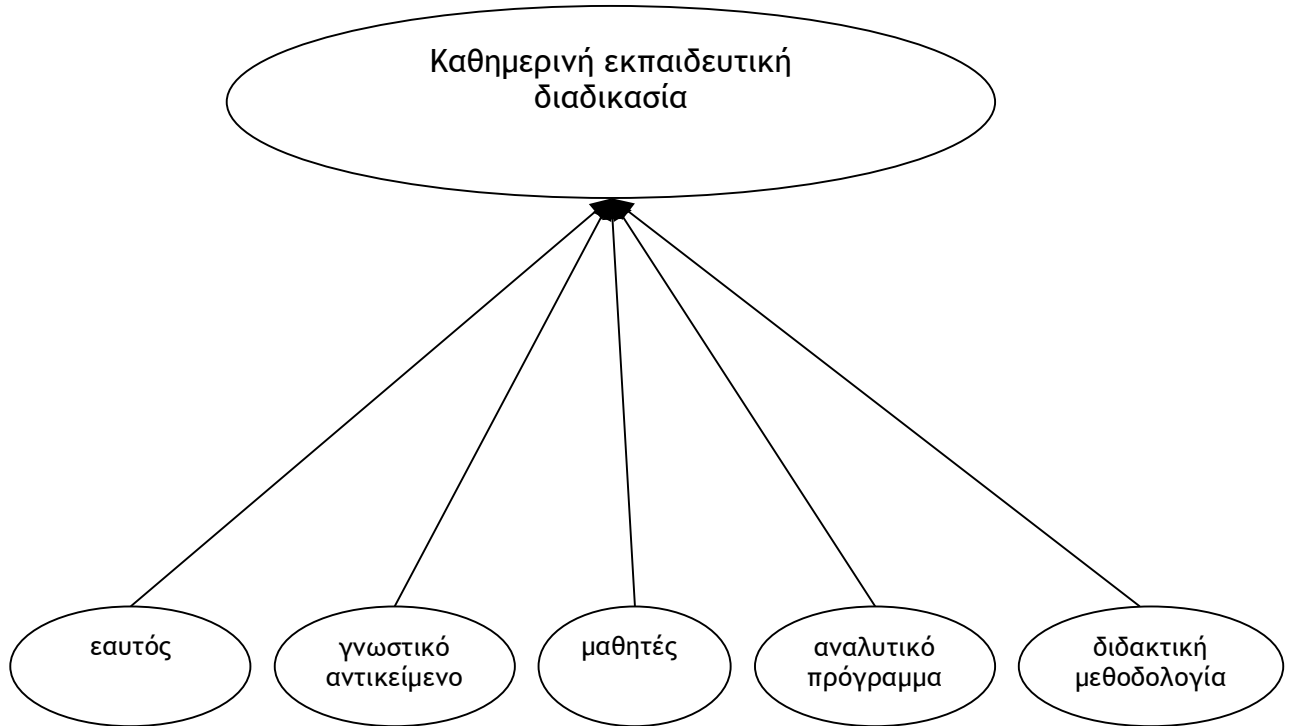 Καθημερινή εκπαιδευτική
διαδικασία
εαυτός
γνωστικό
αντικείμενο
μαθητές
αναλυτικό
πρόγραμμα
διδακτική
μεθοδολογία